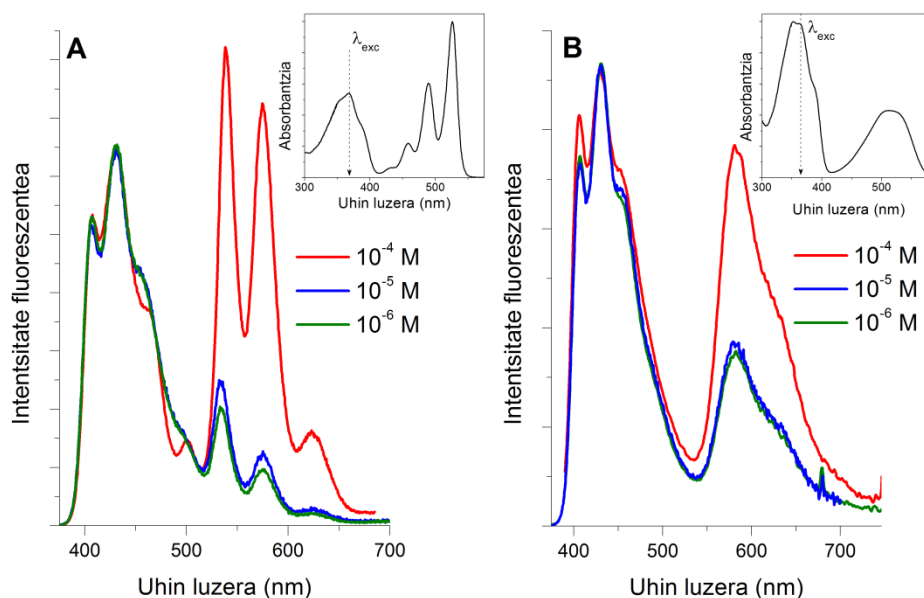 A
Intentsitate fluoreszentea
Absorbantzia
λexc
300 400 500
Uhin luzera (nm)
10-4 M
10-5 M
10-6 M
400 500 600 700
Uhin luzera (nm)
B
Intentsitate fluoreszentea
Absorbantzia
λexc
300 400 500
Uhin luzera (nm)
10-4 M
10-5 M
10-6 M
400 500 600 700
Uhin luzera (nm)